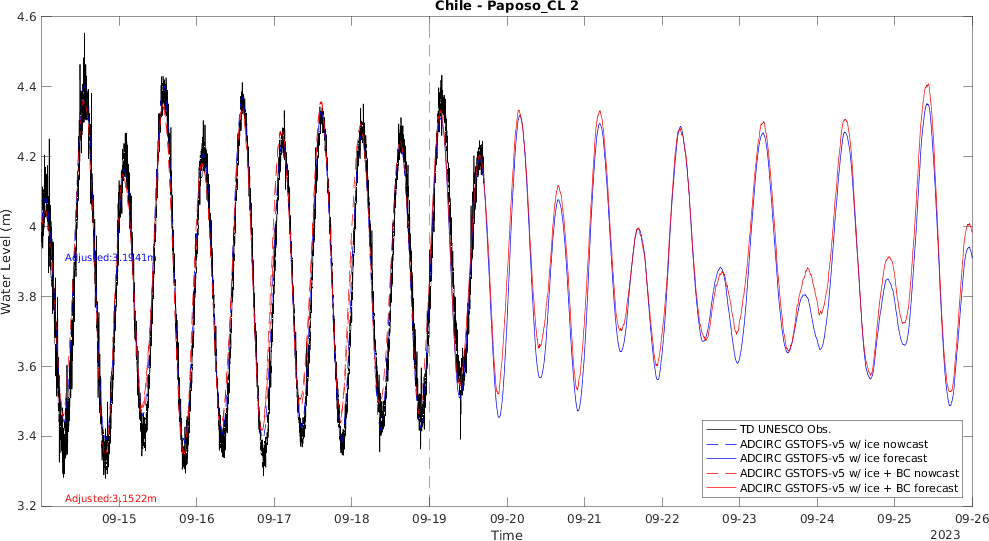 Chile - Paposo_CL 2
4.6
4.4
4.2
4
3.8
3.6
3.4
3.2
Water Level (m)
Adjusted:3.1941m
Adjusted:3.1522m
TD UNESCO Obs.
ADCIRC GSTOFS-v5 w/ ice nowcast
ADCIRC GSTOFS-v5 w/ ice forecast
ADCIRC GSTOFS-v5 w/ ice + BC nowcast
ADCIRC GSTOFS-v5 w/ ice + BC forecast
09-15 09-16 09-17 09-18 09-19 09-20 09-21 09-22 09-23 09-24 09-25 09-26
Time
2023